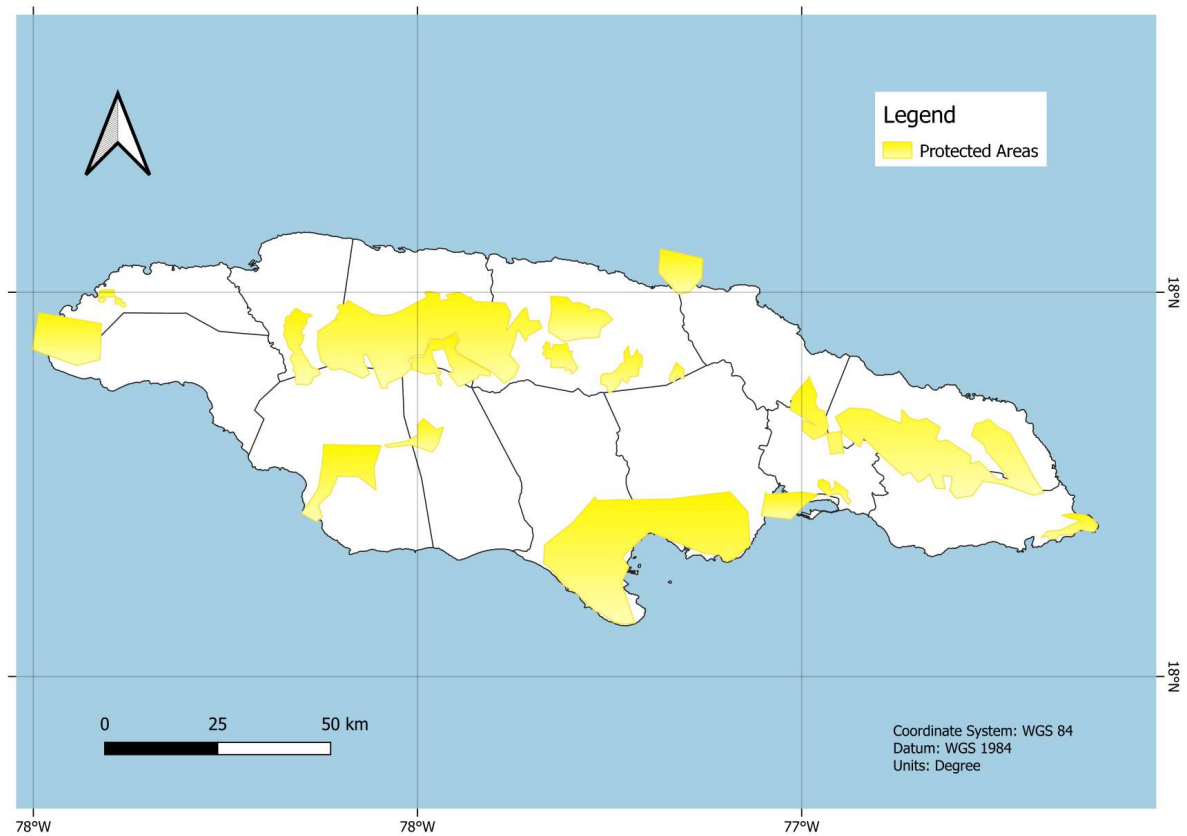 Legend
Protected Areas
18°N
18°N
0 25 50 km
Coordinate System: WGS 84
Datum: WGS 1984
Units: Degree
78°W 78°W 77°W